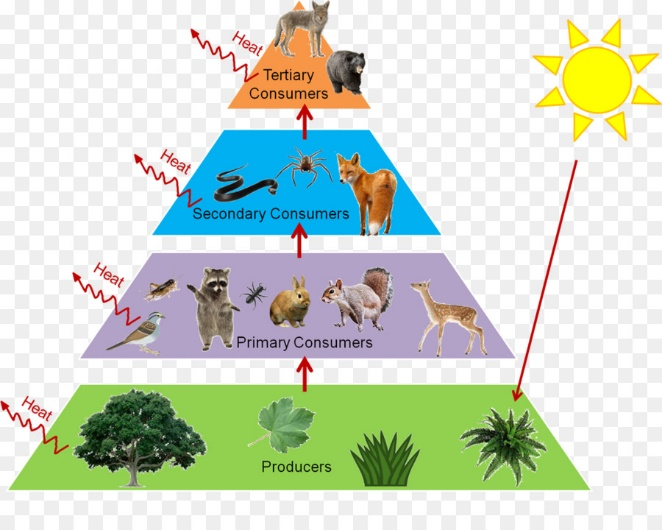 Heat
Tertiary
Consumers
Heat
Secondary Consumers
Heat
Primary Consumers
Heat
Producers